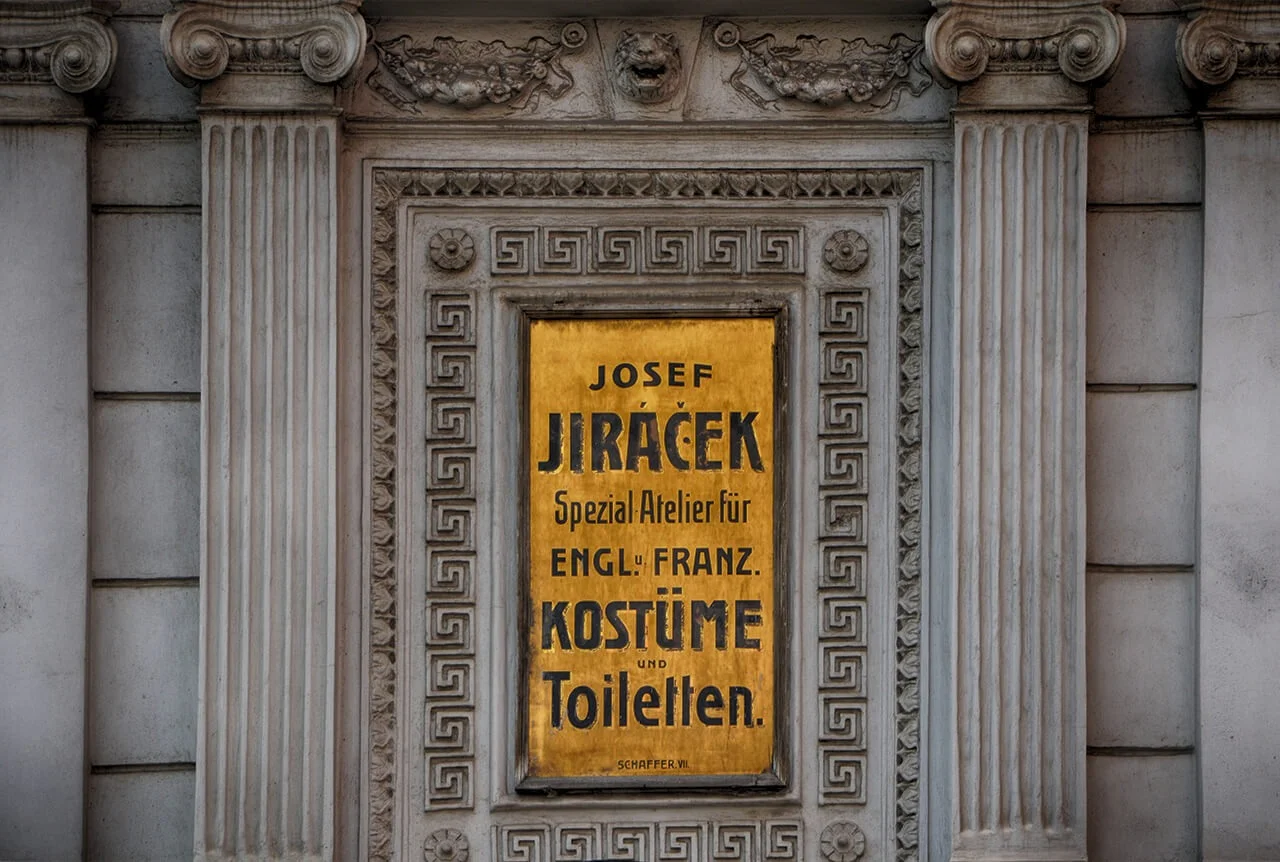 JOSEF
JIRÁČEK
Spezial Atelier für
ENGL. u. FRANZ.
KOSTÜME
UND
Toiletten.
SCHAFFER. VII.